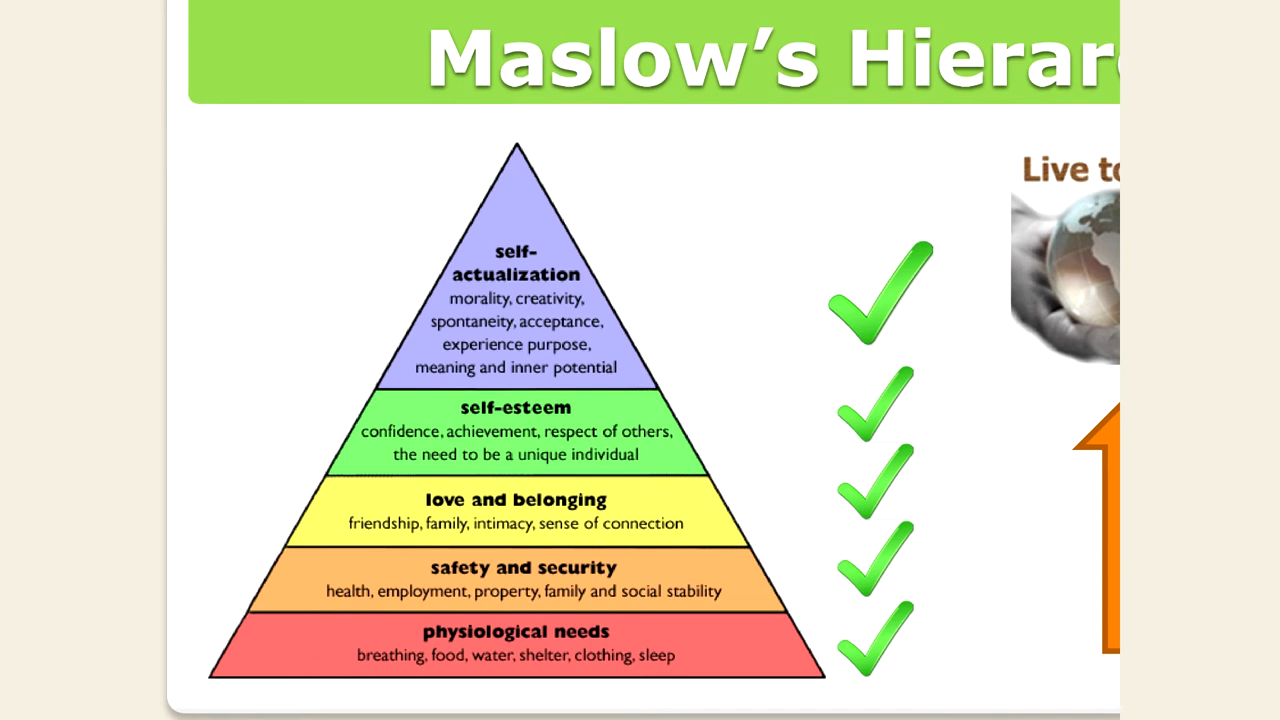 Maslow's Hierar
Live to
self-
actualization
morality, creativity,
spontaneity, acceptance,
experience purpose,
meaning and inner potential
self-esteem
confidence, achievement, respect of others,
the need to be a unique individual
love and belonging
friendship, family, intimacy, sense of connection
safety and security
health, employment, property, family and social stability
physiological needs
breathing, food, water, shelter, clothing, sleep